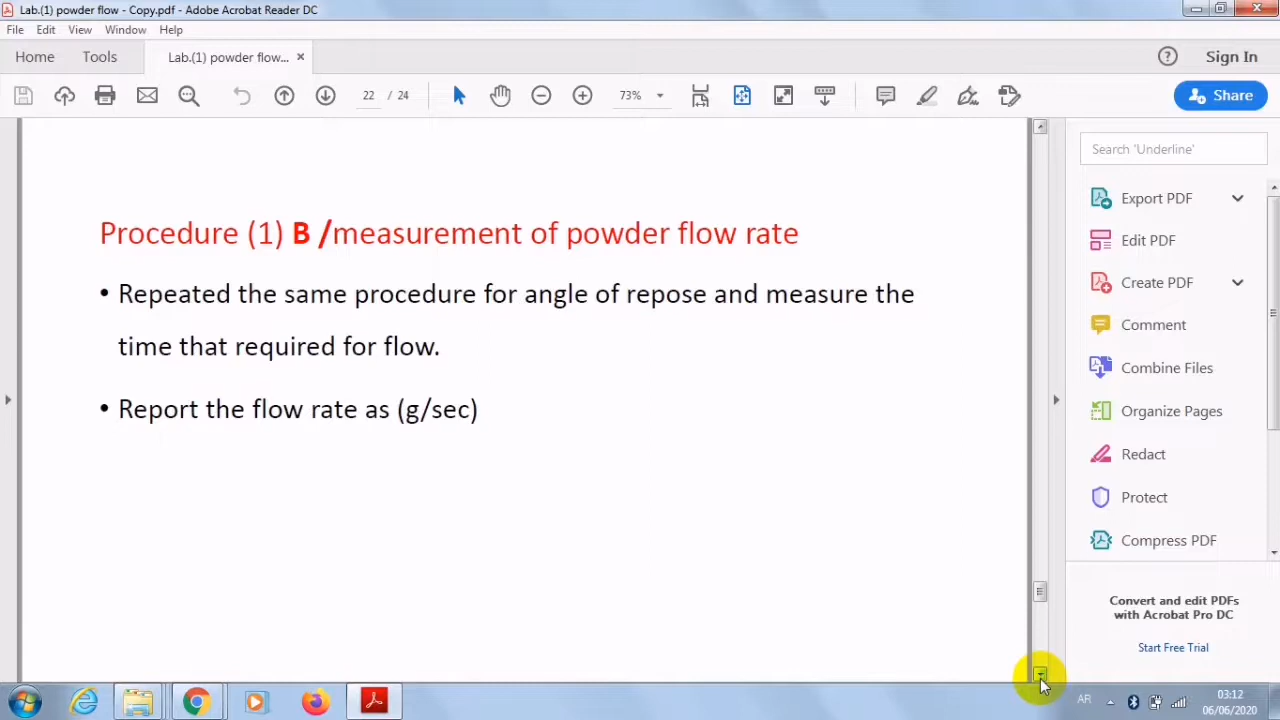 Lab.(1) powder flow - Copy.pdf - Adobe Acrobat Reader DC
File Edit View Window Help
Home Tools Lab.(1) powder flow... × ? Sign In
22 / 24 73% Share
Search 'Underline'
Procedure (1) B /measurement of powder flow rate
• Repeated the same procedure for angle of repose and measure the
time that required for flow.
• Report the flow rate as (g/sec)
Export PDF
Edit PDF
Create PDF
Comment
Combine Files
Organize Pages
Redact
Protect
Compress PDF
Convert and edit PDFs
with Acrobat Pro DC
Start Free Trial
AR 03:12
06/06/2020